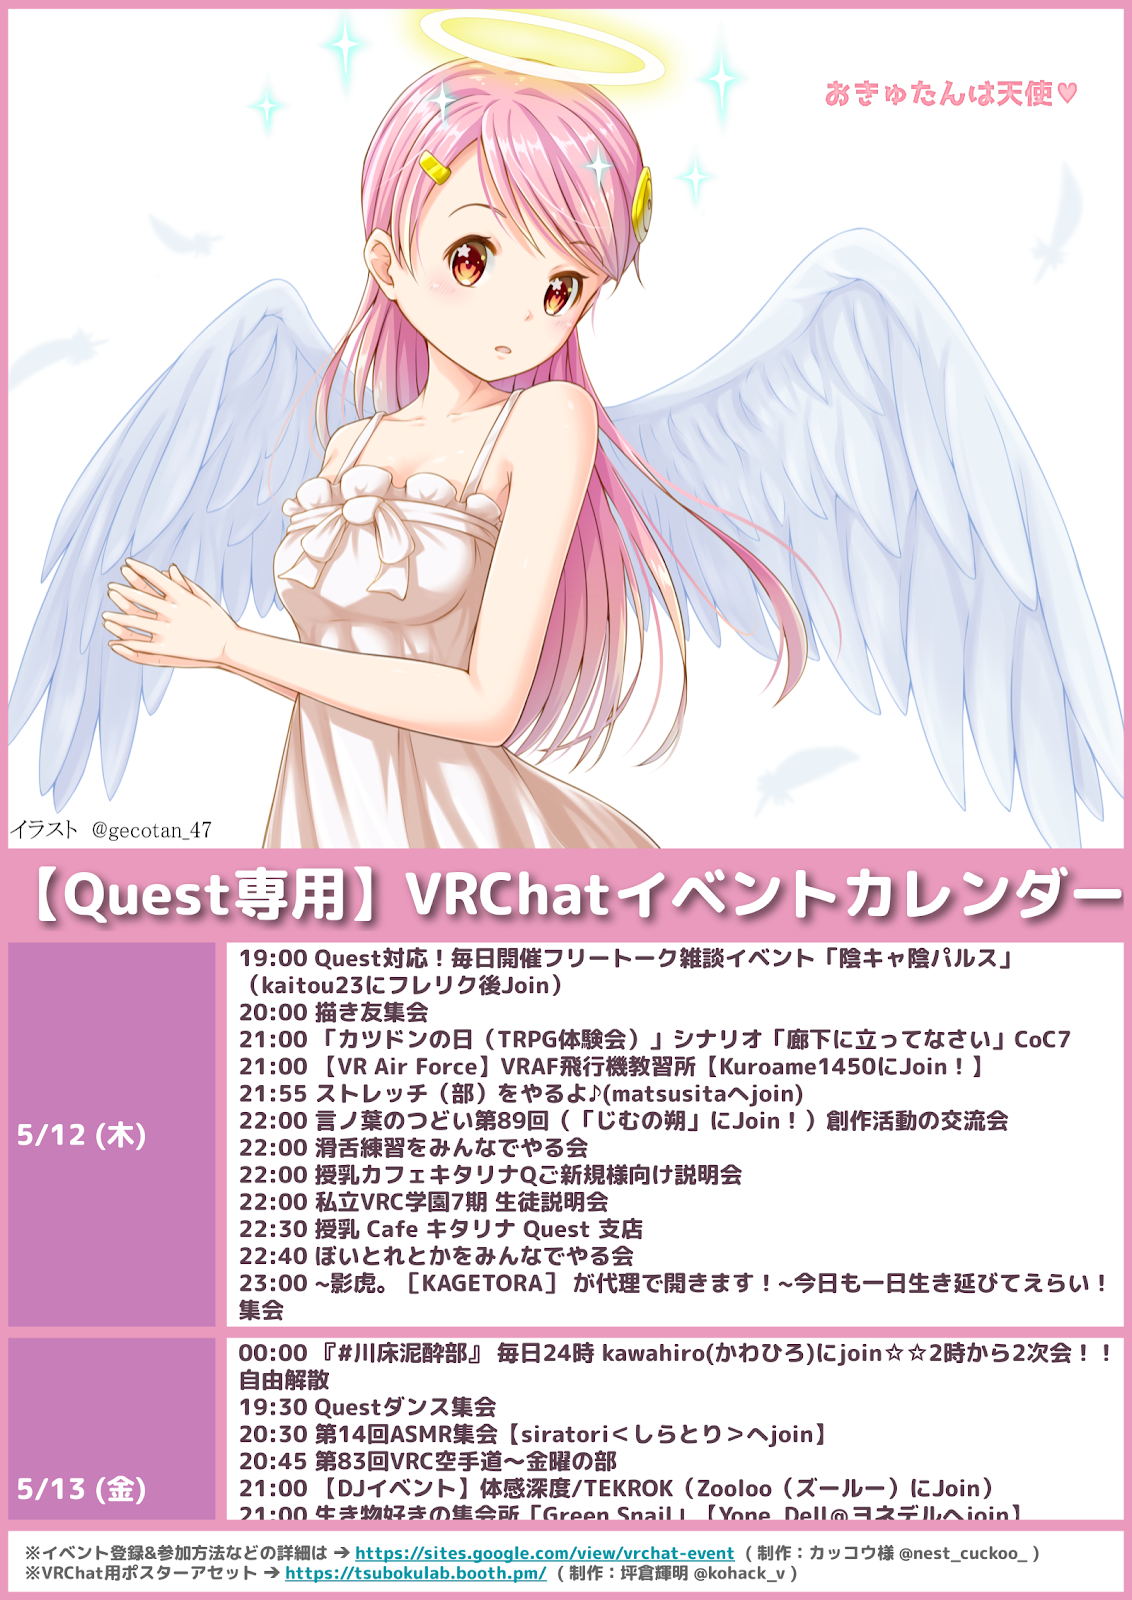 おきゅたんは天使♥
イラスト @gecotan_47
【Quest専用】VRChatイベントカレンダー
5/12 (木)
19:00 Quest対応！毎日開催フリートーク雑談イベント「陰キャ陰パルス」
（kaitou23にフレリク後Join）
20:00 描き友集会
21:00 「カツドンの日（TRPG体験会）」シナリオ「廊下に立ってなさい」CoC7
21:00 【VR Air Force】VRAF飛行機教習所【Kuroame1450にJoin！】
21:55 ストレッチ（部）をやるよ♪(matsusitaへjoin)
22:00 言ノ葉のつどい第89回（「じむの朔」にJoin！）創作活動の交流会
22:00 滑舌練習をみんなでやる会
22:00 授乳カフェキタリナQご新規様向け説明会
22:00 私立VRC学園7期 生徒説明会
22:30 授乳 Cafe キタリナ Quest 支店
22:40 ぼいとれとかをみんなでやる会
23:00 ~影虎。［KAGETORA］ が代理で開きます！~今日も一日生き延びてえらい！
集会
5/13 (金)
00:00 『#川床泥酔部』 毎日24時 kawahiro(かわひろ)にjoin☆☆2時から2次会！！
自由解散
19:30 Questダンス集会
20:30 第14回ASMR集会【siratori＜しらとり＞へjoin】
20:45 第83回VRC空手道～金曜の部
21:00 【DJイベント】体感深度/TEKROK（Zooloo（ズールー）にJoin）
21:00 生き物好きの集会所「Green Snail」【Yone_Dell@ヨネデルへjoin】
※イベント登録&参加方法などの詳細は → https://sites.google.com/view/vrchat-event （制作：カッコウ様 @nest_cuckoo_）
※VRChat用ポスターアセット → https://tsubokulab.booth.pm/ （制作：坪倉輝明 @kohack_v）